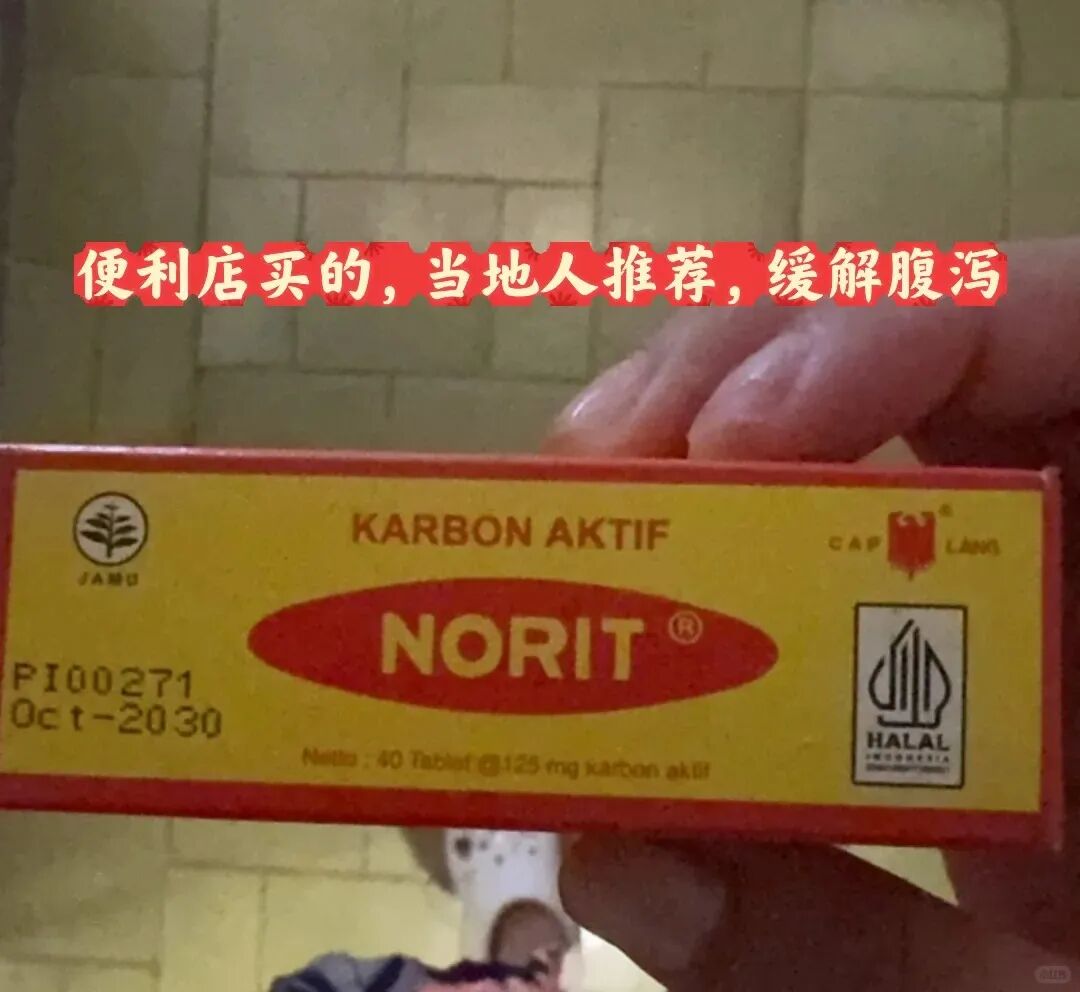 便利店买的，当地人推荐，缓解腹泻
KARBON AKTIF
JAMU
CAP LANG
NORIT ®
PI00271
Oct-2030
Netto : 40 Tablet @125 mg karbon aktif
HALAL
INDONESIA